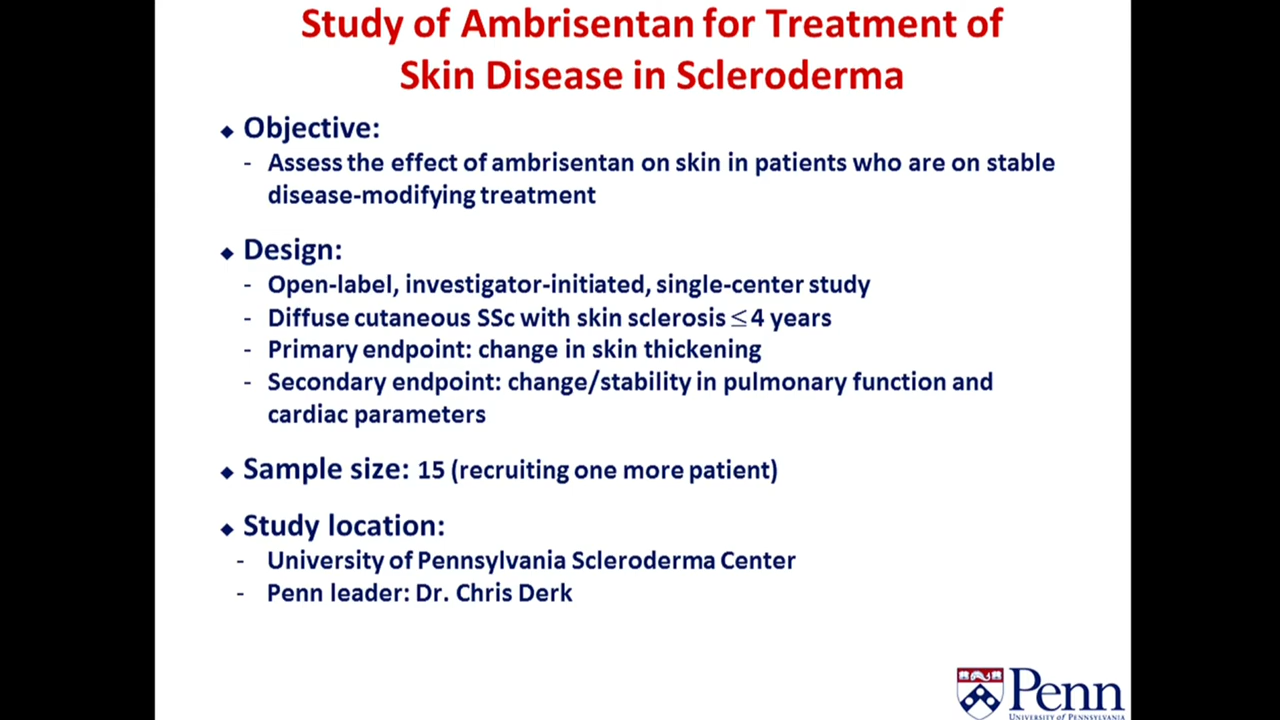 Study of Ambrisentan for Treatment of
Skin Disease in Scleroderma
◆ Objective:
- Assess the effect of ambrisentan on skin in patients who are on stable
disease-modifying treatment
◆ Design:
- Open-label, investigator-initiated, single-center study
- Diffuse cutaneous SSc with skin sclerosis ≤ 4 years
- Primary endpoint: change in skin thickening
- Secondary endpoint: change/stability in pulmonary function and
cardiac parameters
◆ Sample size: 15 (recruiting one more patient)
◆ Study location:
- University of Pennsylvania Scleroderma Center
- Penn leader: Dr. Chris Derk
Penn
UNIVERSITY OF PENNSYLVANIA